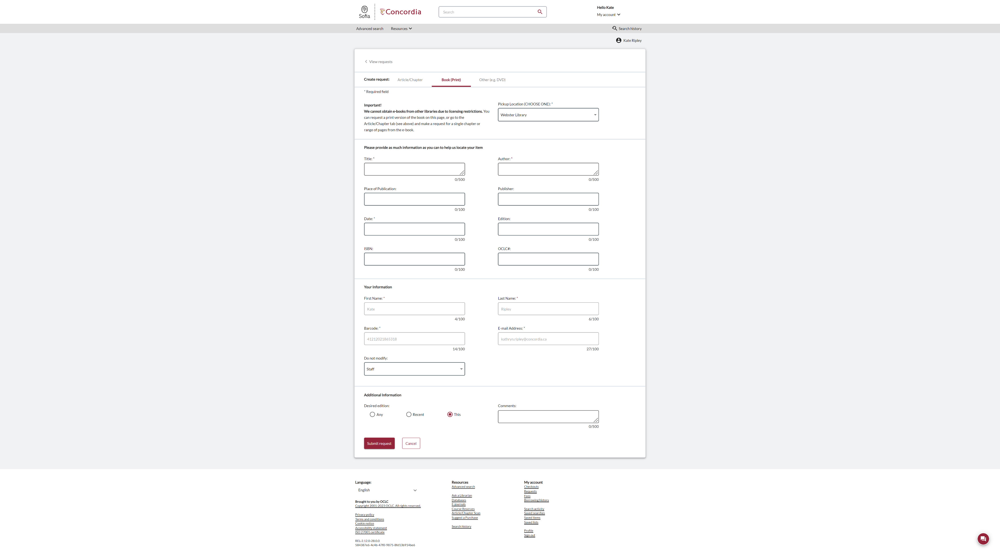 Sofia
Concordia
Search
Hello Kate
My account
Advanced search
Resources
Search history
Kate Ripley
View requests
Create request:
Article/Chapter
Book (Print)
Other (e.g. DVD)
* Required field
Important!
We cannot obtain e-books from other libraries due to licensing restrictions. You
can request a print version of the book on this page, or go to the
Article/Chapter tab (see above) and make a request for a single chapter or
range of pages from the e-book.
Pickup Location (CHOOSE ONE): *
Webster Library
Please provide as much information as you can to help us locate your item
Title: *
0/500
Author: *
0/500
Place of Publication:
0/100
Publisher:
0/100
Date: *
0/100
Edition:
0/100
ISBN:
0/100
OCLC#:
0/100
Your Information
First Name: *
Kate
4/100
Last Name: *
Ripley
6/100
Barcode: *
41212021865318
14/100
E-mail Address: *
kathryn.ripley@concordia.ca
27/100
Do not modify:
Staff
Additional Information
Desired edition:
Any
Recent
This
Comments:
0/500
Submit request
Cancel
Language:
English
Brought to you by OCLC
Copyright 2001-2023 OCLC. All rights reserved.
Privacy policy
Terms and conditions
Cookie notice
Accessibility statement
ISO 27001 certificate
REL-2.12.0-28.0.0
584387e6-4c4b-47f0-9875-8fd13b914be6
Resources
Advanced search
Ask a Librarian
Databases
E-journals
Course Reserves
Article/Chapter Scan
Suggest a Purchase
Search history
My account
Checkouts
Requests
Fees
Borrowing history
Search activity
Saved searches
Saved items
Saved lists
Profile
Sign out